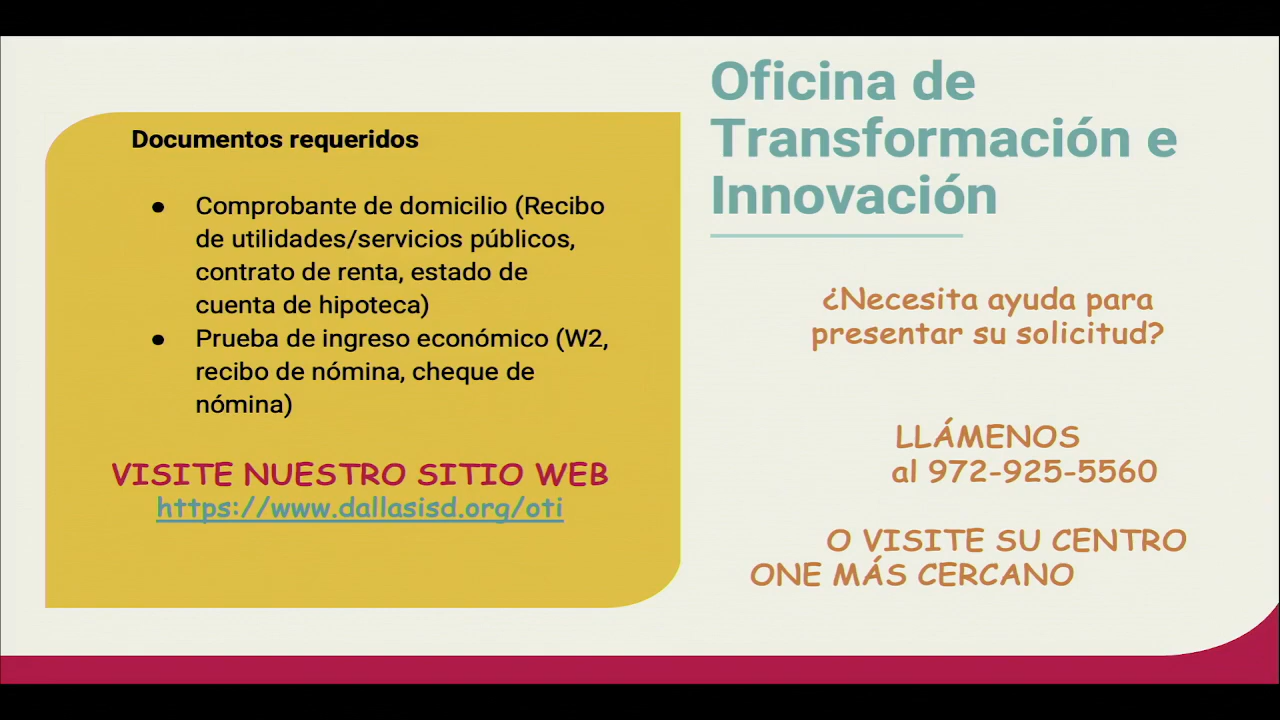 Oficina de
Transformación e
Innovación
Documentos requeridos
● Comprobante de domicilio (Recibo
de utilidades/servicios públicos,
contrato de renta, estado de
cuenta de hipoteca)
● Prueba de ingreso económico (W2,
recibo de nómina, cheque de
nómina)
VISITE NUESTRO SITIO WEB
https://www.dallasisd.org/oti
¿Necesita ayuda para
presentar su solicitud?
LLÁMENOS
al 972-925-5560
O VISITE SU CENTRO
ONE MÁS CERCANO